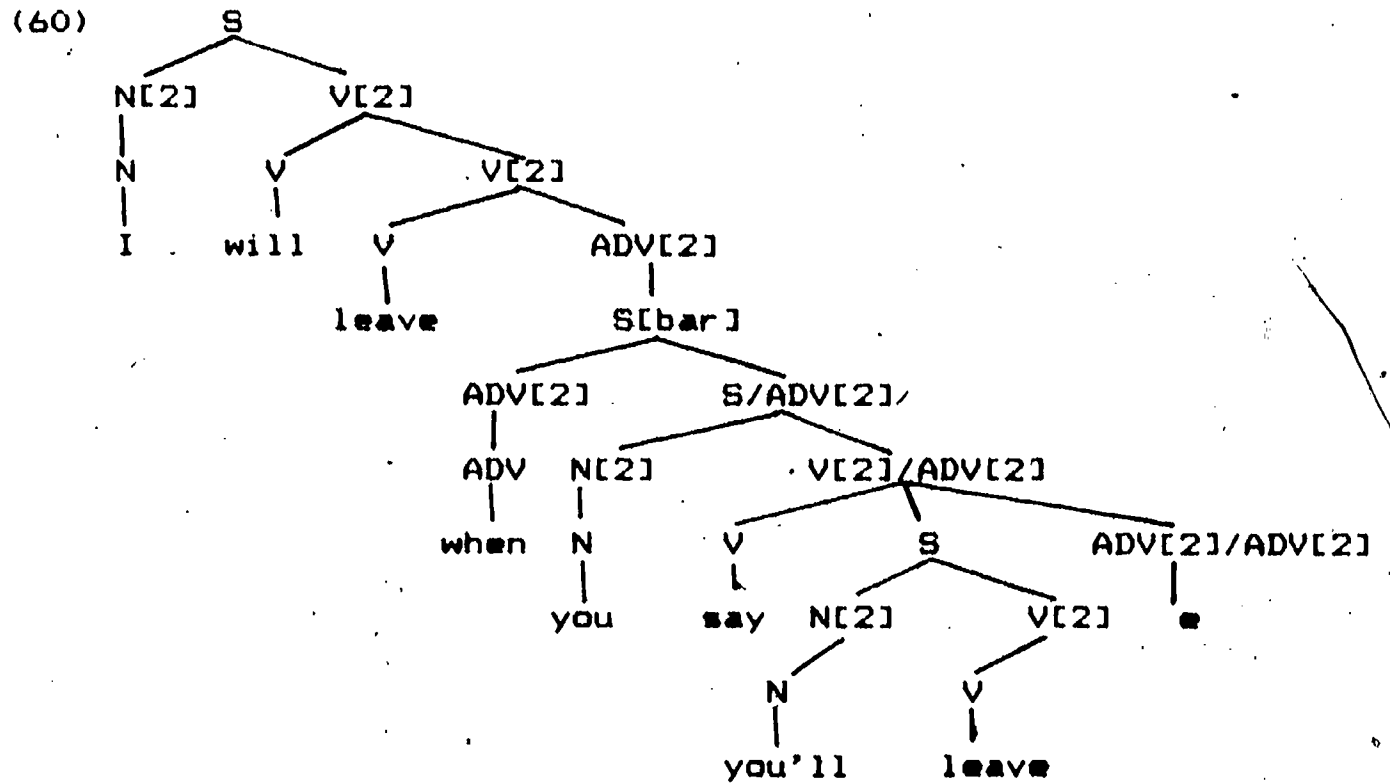 (60) S
N[2] V[2]
N V V[2]
I will V ADV[2]
leave S[bar]
ADV[2] S/ADV[2]
ADV N[2] V[2]/ADV[2]
when N V S ADV[2]/ADV[2]
you say N[2] V[2] e
N V
you'll leave